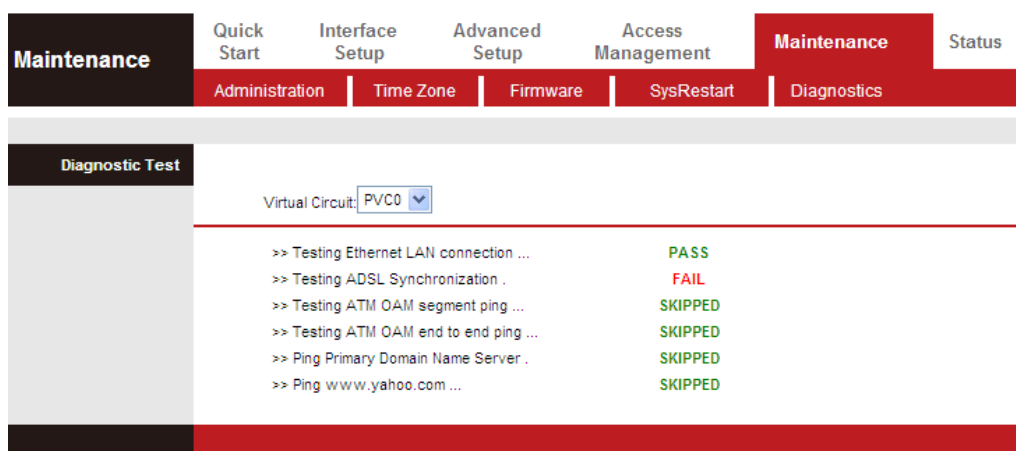 Maintenance
Quick Start
Interface Setup
Advanced Setup
Access Management
Maintenance
Status
Administration
Time Zone
Firmware
SysRestart
Diagnostics
Diagnostic Test
Virtual Circuit: PVC0
>> Testing Ethernet LAN connection ... PASS
>> Testing ADSL Synchronization . FAIL
>> Testing ATM OAM segment ping ... SKIPPED
>> Testing ATM OAM end to end ping ... SKIPPED
>> Ping Primary Domain Name Server . SKIPPED
>> Ping www.yahoo.com ... SKIPPED